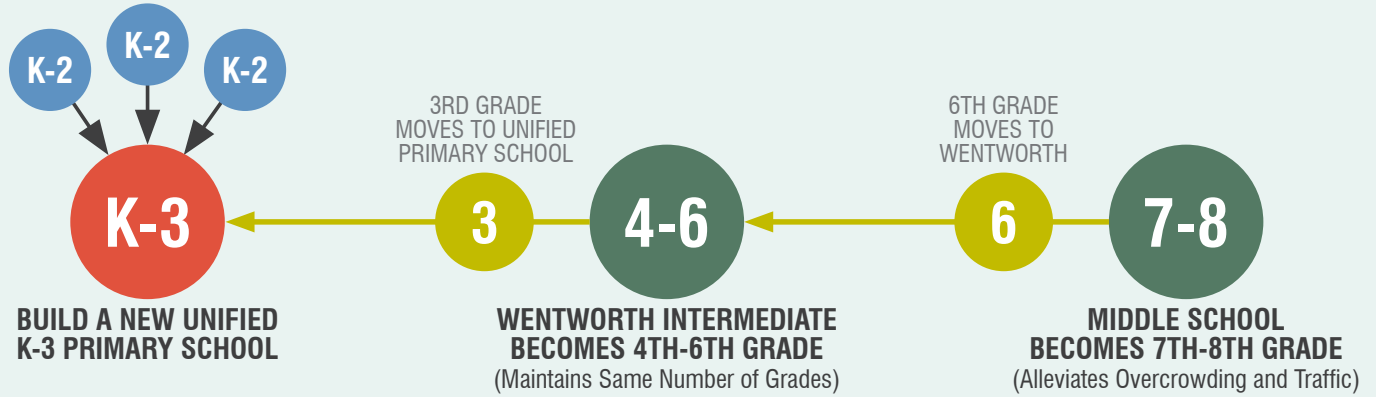 K-2
K-2
K-2
K-3
BUILD A NEW UNIFIED
K-3 PRIMARY SCHOOL
3RD GRADE
MOVES TO UNIFIED
PRIMARY SCHOOL
3
4-6
WENTWORTH INTERMEDIATE
BECOMES 4TH-6TH GRADE
(Maintains Same Number of Grades)
6TH GRADE
MOVES TO
WENTWORTH
6
7-8
MIDDLE SCHOOL
BECOMES 7TH-8TH GRADE
(Alleviates Overcrowding and Traffic)